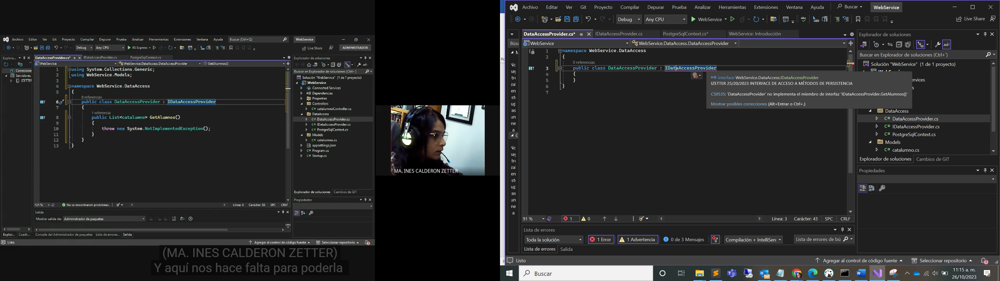 Archivo Editar Ver Git Proyecto Compilar Depurar Prueba Analizar Herramientas Extensiones Ventana Ayuda Buscar (Ctrl+Q) WebService
Debug Any CPU IIS Express Live Share ADMINISTRADOR
Explora...
DataAccessProvider.cs* IDataAccessProvider.cs PostgreSqlContext.cs
WebService WebService.DataAccess.DataAccessProvider GetAlumnos()
Conexione
Servidores
IZETTER
1 using System.Collections.Generic;
2 using WebService.Models;
3
4 namespace WebService.DataAccess
5 {
0 referencias
6 public class DataAccessProvider : IDataAccessProvider
7 {
1 referencia
8 public List<catalumno> GetAlumnos()
9 {
10 throw new System.NotImplementedException();
11 }
12 }
13 }
Explorador de soluciones
Buscar en Explorador de soluciones (Ctrl+´)
Solución "WebService" (1 de 1 proyecto)
WebService
Connected Services
Dependencias
Properties
Controllers
C# catalumnoController.cs
DataAccess
C# DataAccessProvider.cs
C# IDataAccessProvider.cs
C# PostgreSqlContext.cs
Models
C# catalumno.cs
appsettings.json
C# Program.cs
C# Startup.cs
Explorador de soluciones Cambios de GIT
Propiedades
121 % No se encontraron problemas. Línea: 6 Carácter: 58 SPC CRLF
Salida
Mostrar salida de: Administrador de paquetes
Explor... Cuadr... Consola del Administrador de paquetes Lista de errores... Salida
Listo Agregar al control de código fuente Seleccionar repositorio 3
(MA. INES CALDERON ZETTER)
Y aquí nos hace falta para poderla
MA. INES CALDERON ZETTER
Archivo Editar Ver Git Proyecto Compilar Depurar Prueba Analizar Herramientas Extensiones Ventana Ayuda Buscar WebService
Debug Any CPU WebService Live Share
DataAccessProvider.cs* IDataAccessProvider.cs PostgreSqlContext.cs* WebService: Introducción
Búsc WebService WebService.DataAccess.DataAccessProvider
1 namespace WebService.DataAccess
2 {
0 referencias
3 public class DataAccessProvider : IDataAccessProvider
4 {
5 }
6 }
7
interface WebService.DataAccess.IDataAccessProvider
IZETTER 25/20/2023 INTERFACE DE ACCESO A MÉTODOS DE PERSISTENCIA
CS0535: 'DataAccessProvider' no implementa el miembro de interfaz 'IDataAccessProvider.GetAlumnos()'
Mostrar posibles correcciones (Alt+Entrar o Ctrl+.)
Explorador de soluciones
Buscar en Explorador de soluciones (Ctrl+´)
Solución "WebService" (1 de 1 proyecto)
ervices
s
DataAccess
C# DataAccessProvider.cs
C# IDataAccessProvider.cs
C# PostgreSqlContext.cs
Models
C# catalumno.cs
Explorador de soluciones Cambios de GIT
Propiedades
91 % 1 0 Línea: 3 Carácter: 43 SPC CRLF
Lista de errores
Toda la solución 1 Error 1 Advertencia 0 de 3 Mensajes Compilación + IntelliSen: Lista de errores de bú
Lista de errores Salida
Listo Agregar al control de código fuente Seleccionar repositorio 1
Buscar 11:15 a. m.
26/10/2023